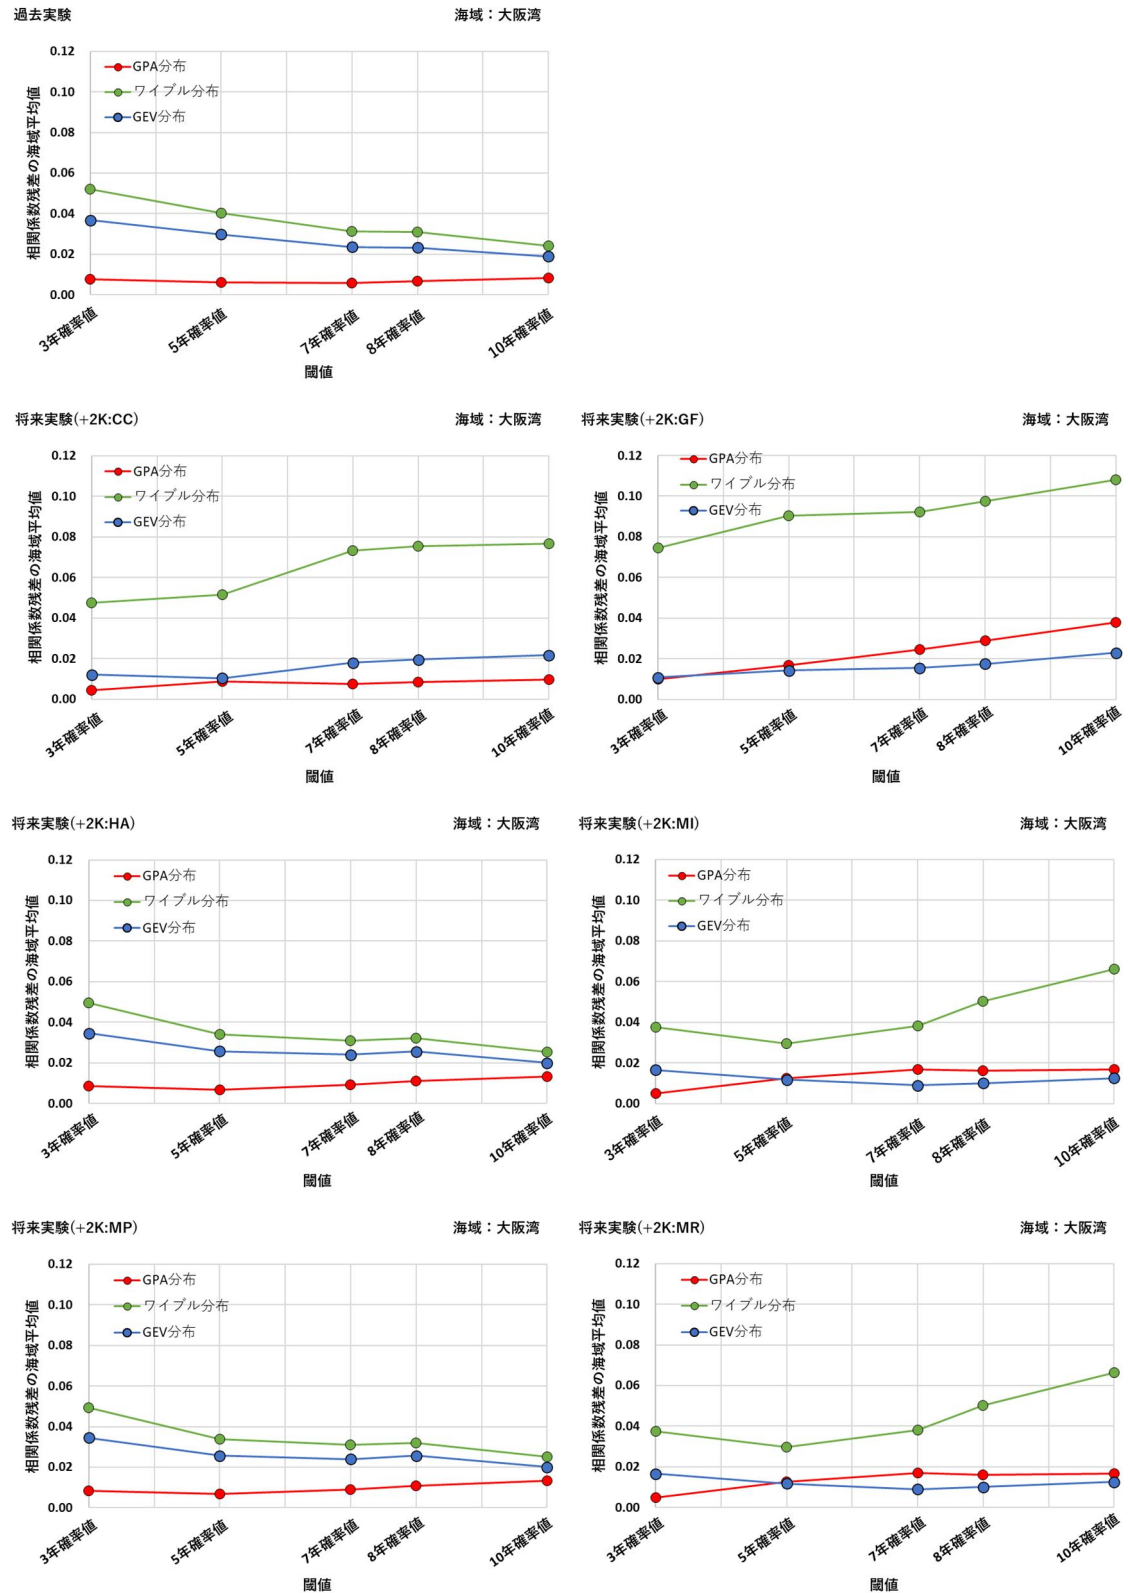 過去実験 海域：大阪湾
相関係数残差の海域平均値
0.12
0.10
0.08
0.06
0.04
0.02
0.00
GPA分布
ワイブル分布
GEV分布
3年確率値 5年確率値 7年確率値 8年確率値 10年確率値
閾値
将来実験(+2K:CC) 海域：大阪湾
相関係数残差の海域平均値
0.12
0.10
0.08
0.06
0.04
0.02
0.00
GPA分布
ワイブル分布
GEV分布
3年確率値 5年確率値 7年確率値 8年確率値 10年確率値
閾値
将来実験(+2K:GF) 海域：大阪湾
相関係数残差の海域平均値
0.12
0.10
0.08
0.06
0.04
0.02
0.00
GPA分布
ワイブル分布
GEV分布
3年確率値 5年確率値 7年確率値 8年確率値 10年確率値
閾値
将来実験(+2K:HA) 海域：大阪湾
相関係数残差の海域平均値
0.12
0.10
0.08
0.06
0.04
0.02
0.00
GPA分布
ワイブル分布
GEV分布
3年確率値 5年確率値 7年確率値 8年確率値 10年確率値
閾値
将来実験(+2K:MI) 海域：大阪湾
相関係数残差の海域平均値
0.12
0.10
0.08
0.06
0.04
0.02
0.00
GPA分布
ワイブル分布
GEV分布
3年確率値 5年確率値 7年確率値 8年確率値 10年確率値
閾値
将来実験(+2K:MP) 海域：大阪湾
相関係数残差の海域平均値
0.12
0.10
0.08
0.06
0.04
0.02
0.00
GPA分布
ワイブル分布
GEV分布
3年確率値 5年確率値 7年確率値 8年確率値 10年確率値
閾値
将来実験(+2K:MR) 海域：大阪湾
相関係数残差の海域平均値
0.12
0.10
0.08
0.06
0.04
0.02
0.00
GPA分布
ワイブル分布
GEV分布
3年確率値 5年確率値 7年確率値 8年確率値 10年確率値
閾値